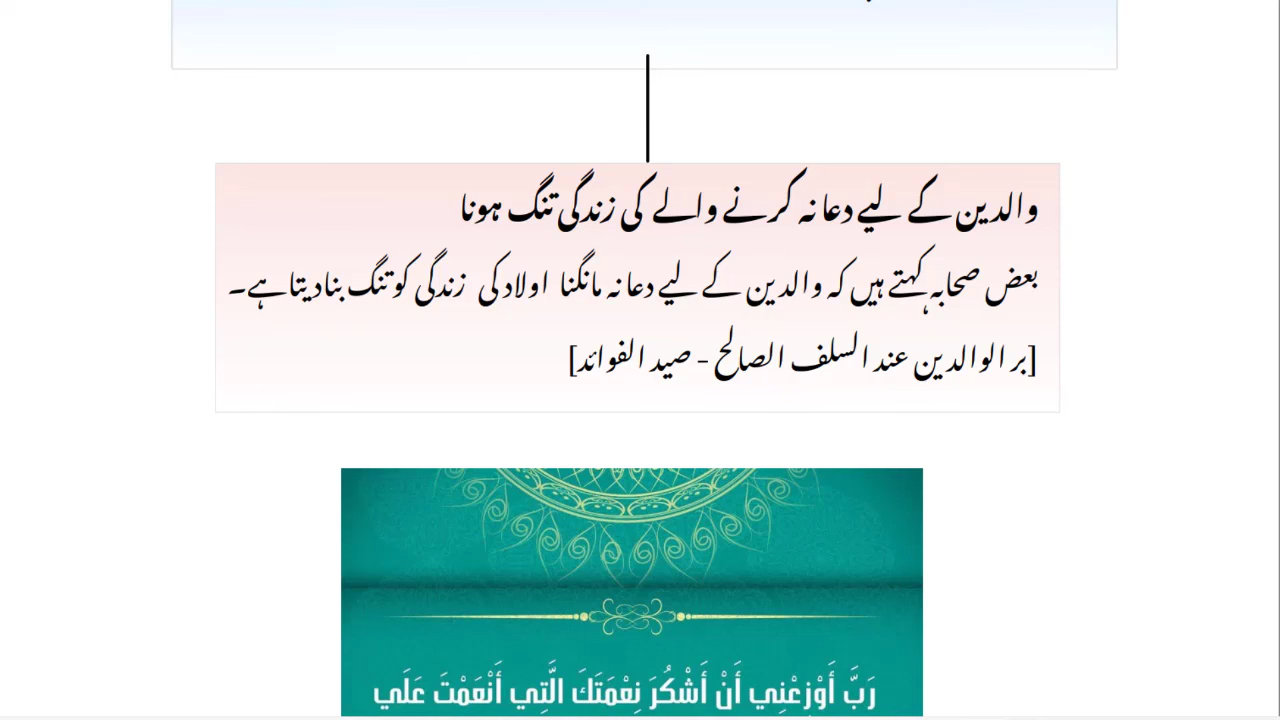 والدین کے لیے دعا نہ کرنے والے کی زندگی تنگ ہونا
بعض صحابہ کہتے ہیں کہ والدین کے لیے دعا نہ مانگنا اولاد کی زندگی کو تنگ بنا دیتا ہے۔
[بر الوالدین عند السلف الصالح - صید الفوائد]
رَبَّ أَوْزِعْنِي أَنْ أَشْكُرَ نِعْمَتَكَ الَّتِي أَنْعَمْتَ عَلَي